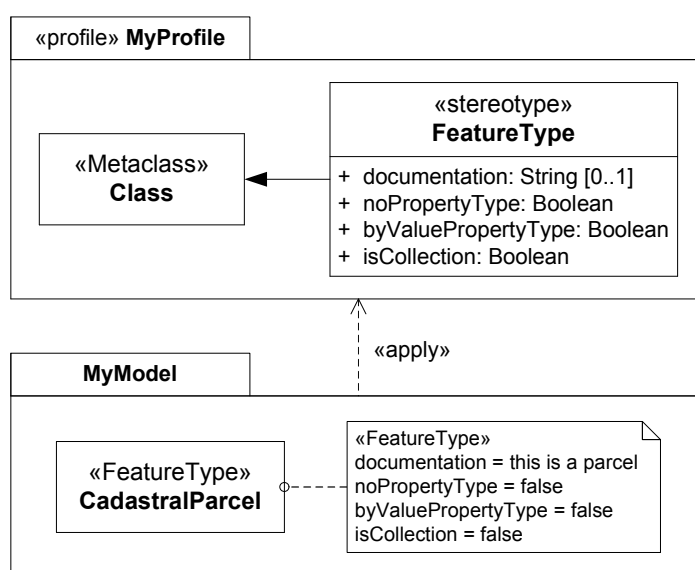 «profile» MyProfile
«Metaclass»
Class
«stereotype»
FeatureType
+ documentation: String [0..1]
+ noPropertyType: Boolean
+ byValuePropertyType: Boolean
+ isCollection: Boolean
«apply»
MyModel
«FeatureType»
CadastralParcel
«FeatureType»
documentation = this is a parcel
noPropertyType = false
byValuePropertyType = false
isCollection = false